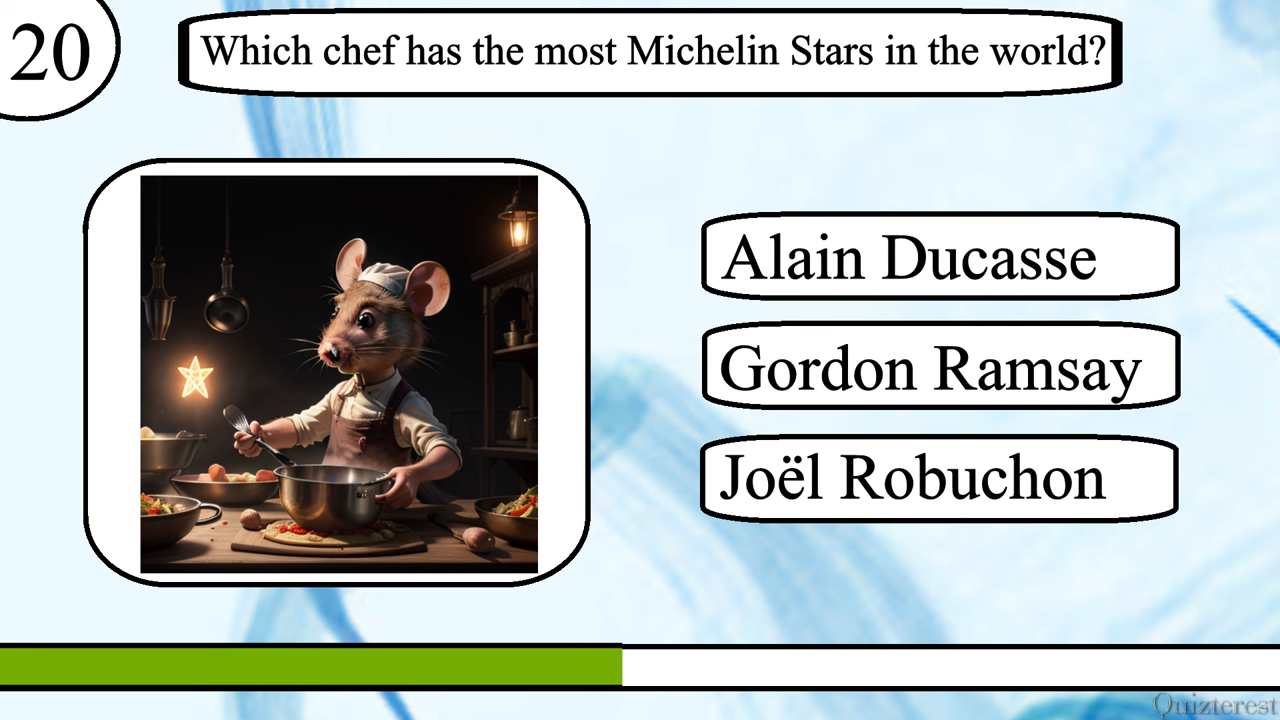 20
Which chef has the most Michelin Stars in the world?
Alain Ducasse
Gordon Ramsay
Joël Robuchon
Quizterest